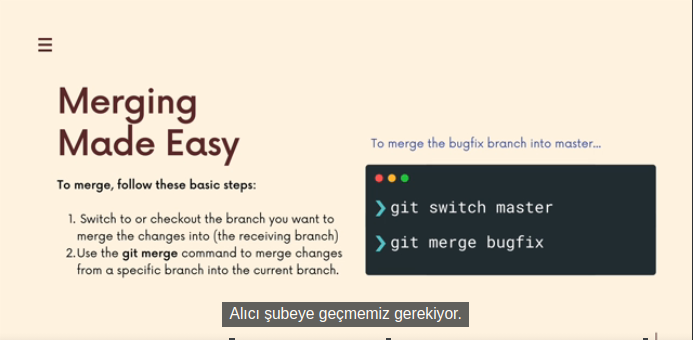 Merging
Made Easy
To merge, follow these basic steps:
1. Switch to or checkout the branch you want to
merge the changes into (the receiving branch)
2.Use the git merge command to merge changes
from a specific branch into the current branch.
To merge the bugfix branch into master...
❯ git switch master
❯ git merge bugfix
Alıcı şubeye geçmemiz gerekiyor.